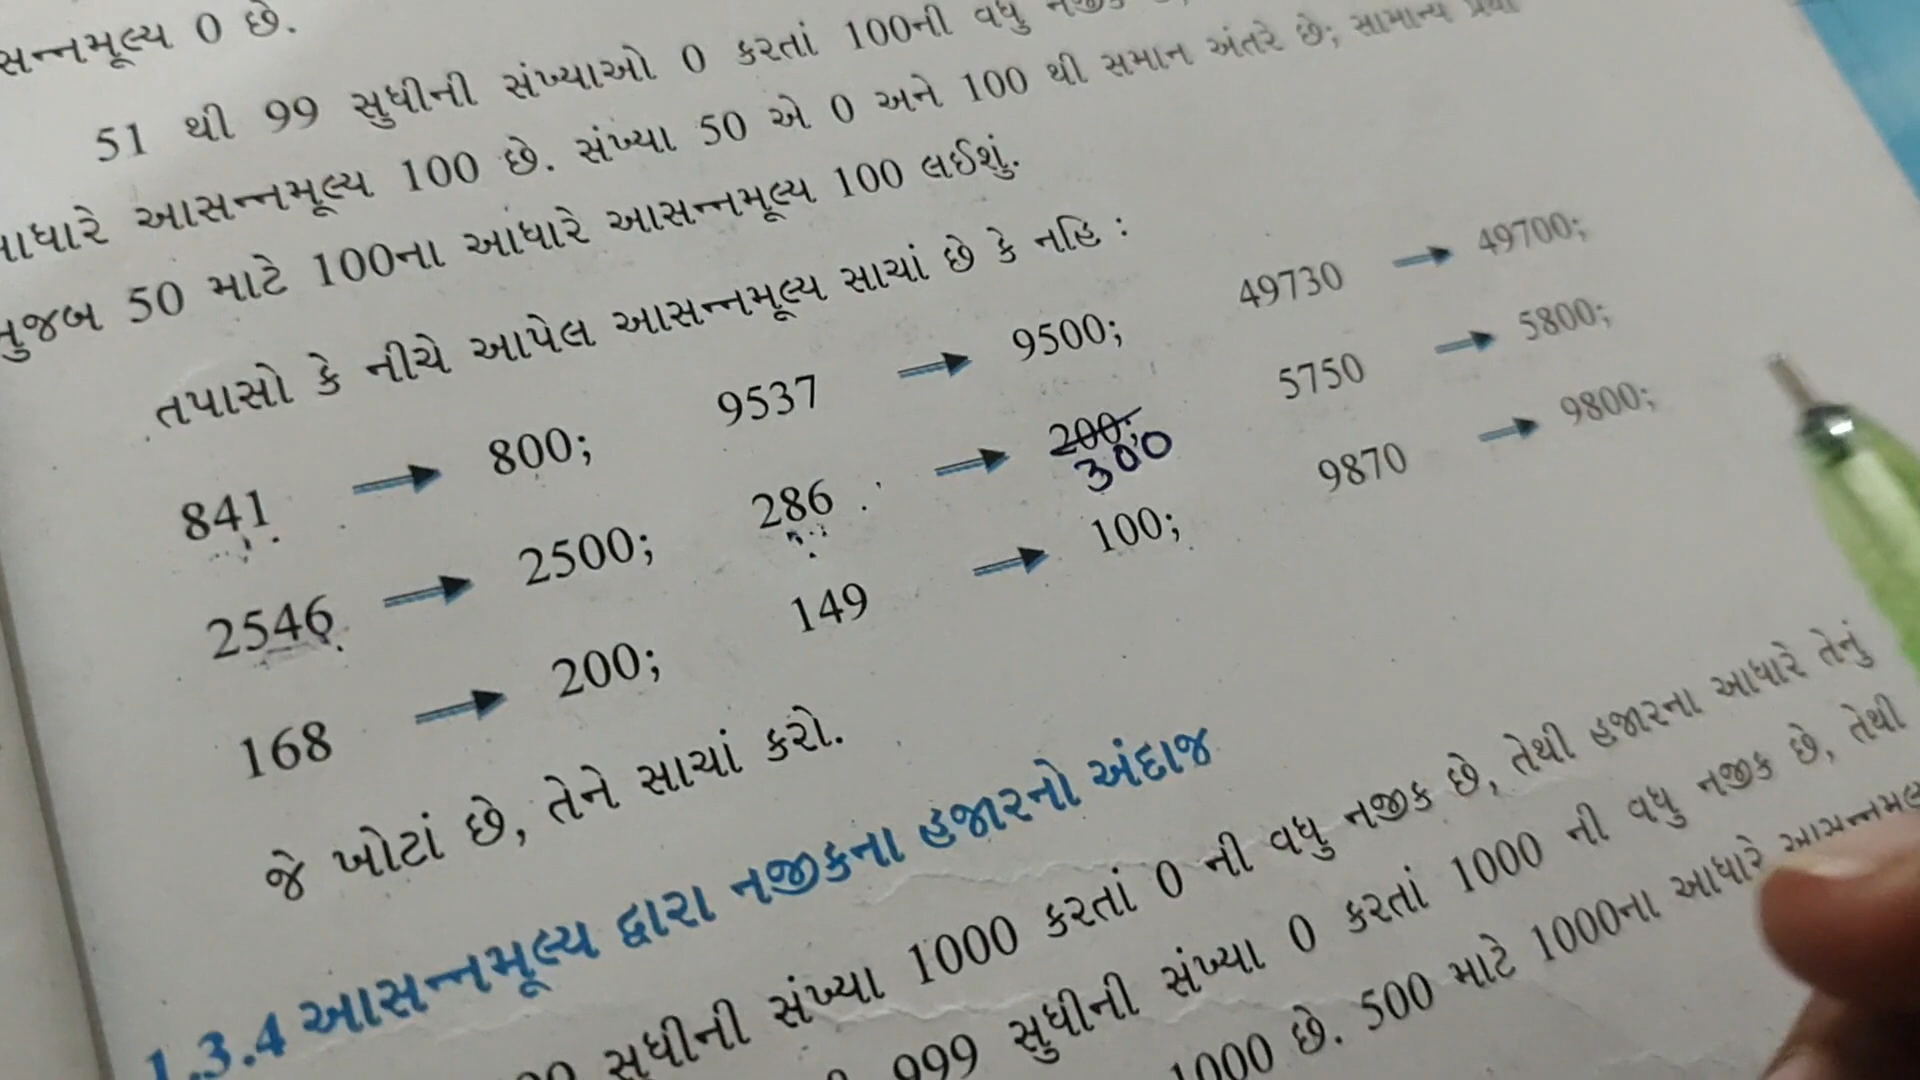 સન્નમૂલ્ય 0 છે.
51 થી 99 સુધીની સંખ્યાઓ 0 કરતાં 100ની વધુ
આધારે આસન્નમૂલ્ય 100 છે. સંખ્યા 50 એ 0 અને 100 થી સમાન અંતરે છે; સામાન્ય
મુજબ 50 માટે 100ના આધારે આસન્નમૂલ્ય 100 લઈશું.
તપાસો કે નીચે આપેલ આસન્નમૂલ્ય સાચાં છે કે નહિ :
841 → 800; 9537 → 9500; 49730 → 49700;
2546 → 2500; 286 → 200; 300 5750 → 5800;
168 → 200; 149 → 100; 9870 → 9800;
જે ખોટાં છે, તેને સાચાં કરો.
1.3.4 આસન્નમૂલ્ય દ્વારા નજીકના હજારનો અંદાજ
સુધીની સંખ્યા 1000 કરતાં 0 ની વધુ નજીક છે, તેથી હજારના આધારે તેનું
999 સુધીની સંખ્યા 0 કરતાં 1000 ની વધુ નજીક છે, તેથી
1000 છે. 500 માટે 1000ના આધારે